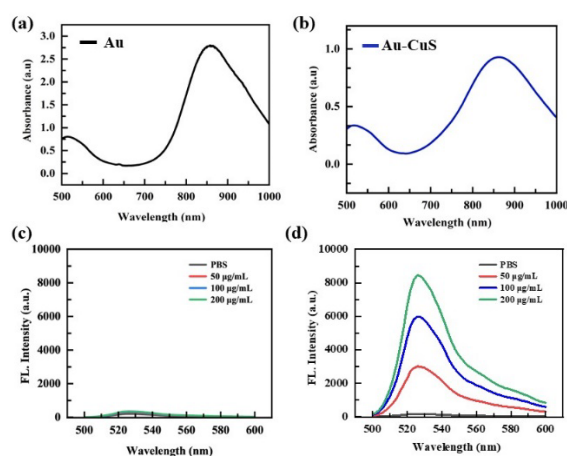 (a)
Au
3.0
2.5
2.0
1.5
1.0
0.5
0.0
Absorbance (a.u)
500 600 700 800 900 1000
Wavelength (nm)
(b)
Au-CuS
1.0
0.5
0.0
Absorbance (a.u)
500 600 700 800 900 1000
Wavelength (nm)
(c)
10000
8000
6000
4000
2000
0
FL. Intensity (a.u.)
PBS
50 μg/mL
100 μg/mL
200 μg/mL
500 520 540 560 580 600
Wavelength (nm)
(d)
10000
8000
6000
4000
2000
0
FL. Intensity (a.u.)
PBS
50 μg/mL
100 μg/mL
200 μg/mL
500 520 540 560 580 600
Wavelength (nm)